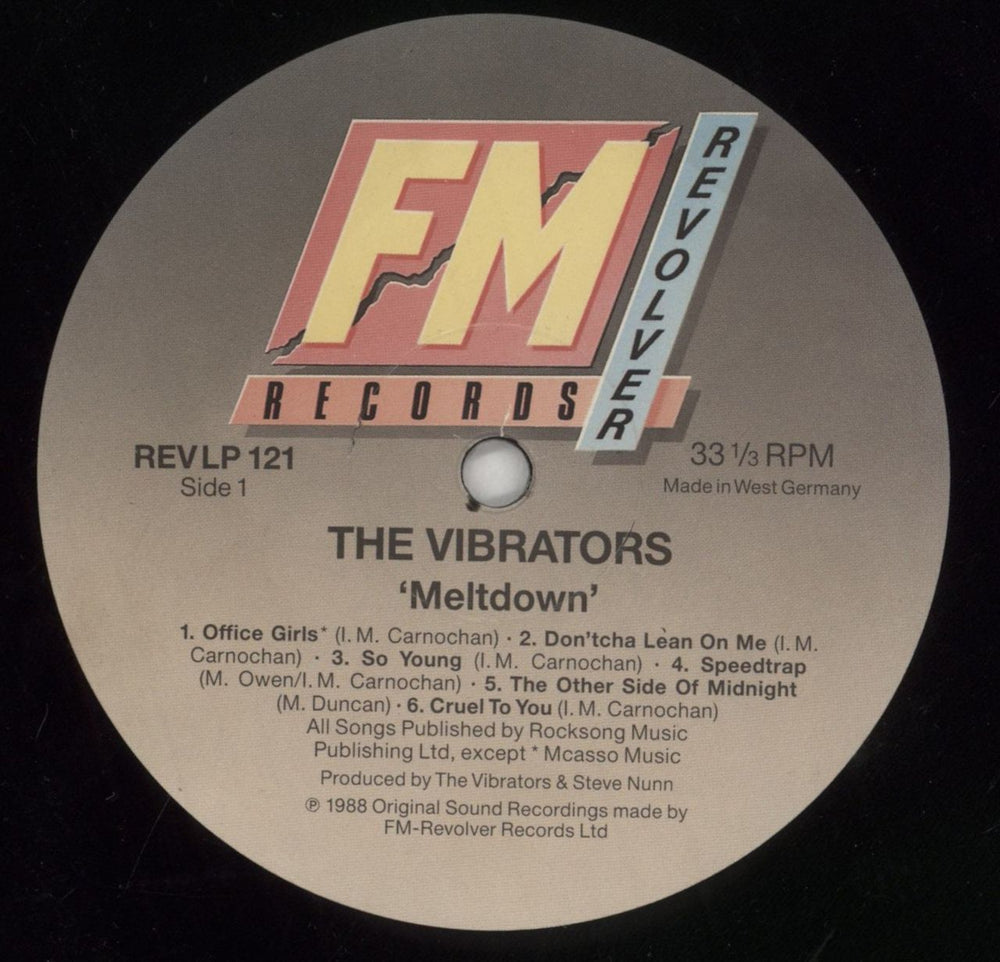 FM
REVOLVER
RECORDS
REV LP 121
Side 1
33 1/3 RPM
Made in West Germany
THE VIBRATORS
‘Meltdown’
1. Office Girls* (I. M. Carnochan) · 2. Don'tcha Lean On Me (I. M.
Carnochan) · 3. So Young (I. M. Carnochan) · 4. Speedtrap
(M. Owen/I. M. Carnochan) · 5. The Other Side Of Midnight
(M. Duncan) · 6. Cruel To You (I. M. Carnochan)
All Songs Published by Rocksong Music
Publishing Ltd, except * Mcasso Music
Produced by The Vibrators & Steve Nunn
℗ 1988 Original Sound Recordings made by
FM-Revolver Records Ltd